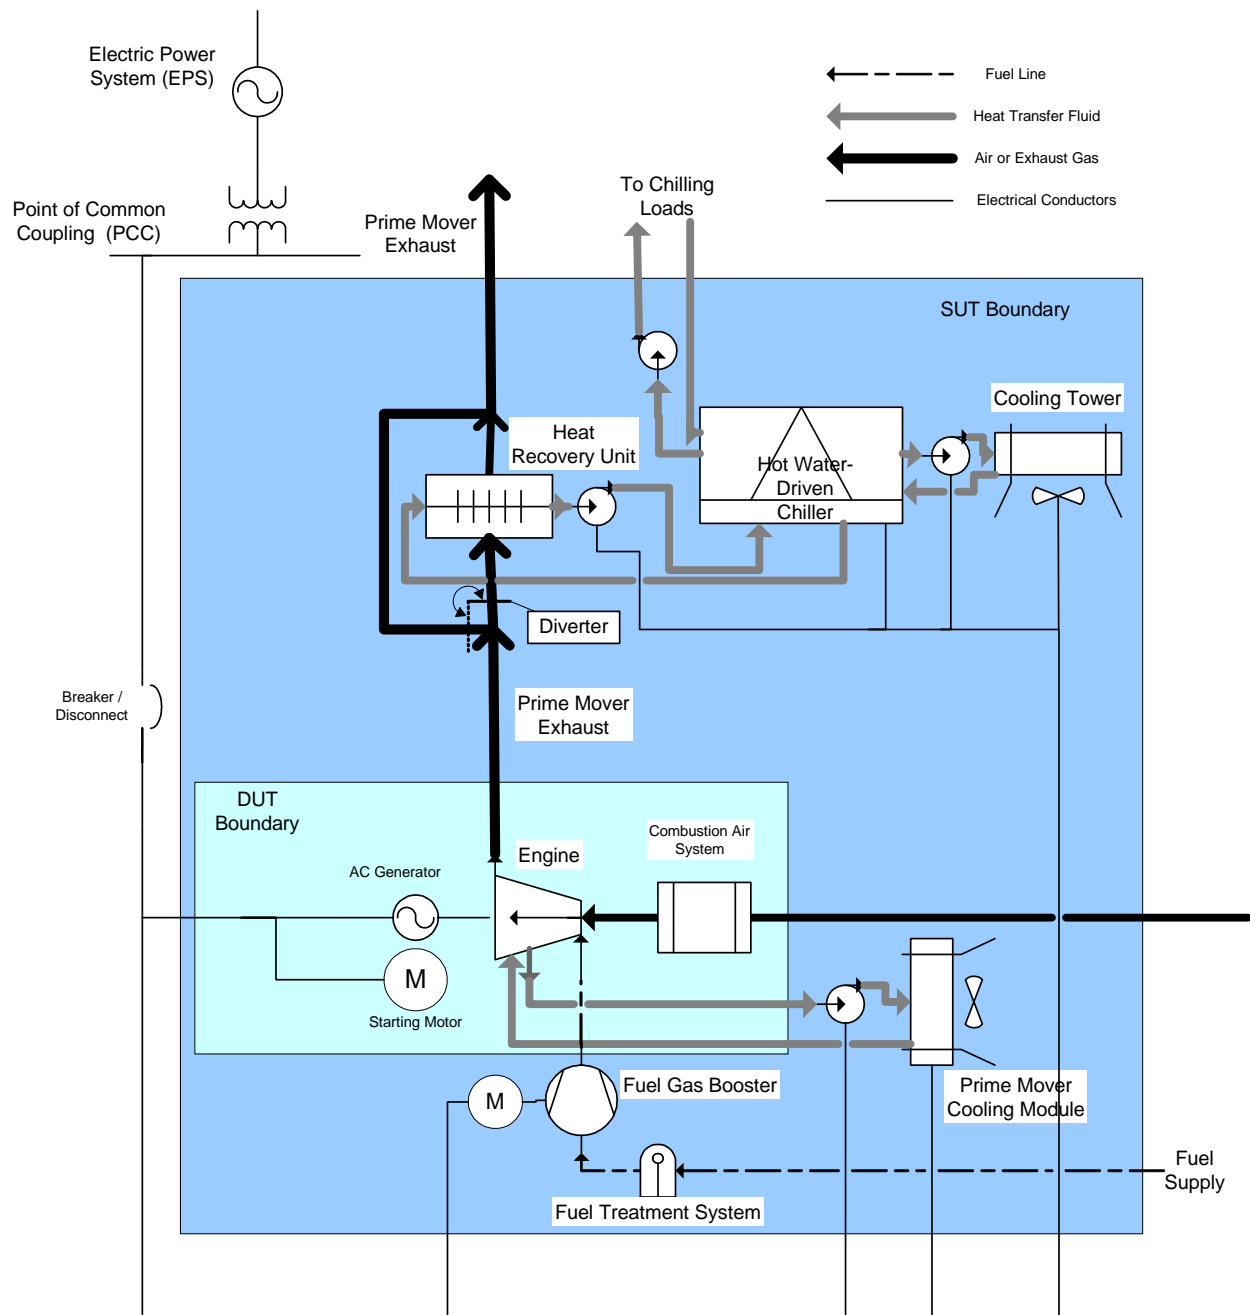 Electric Power
System (EPS)
Fuel Line
Heat Transfer Fluid
Air or Exhaust Gas
Electrical Conductors
To Chilling
Loads
Point of Common
Coupling (PCC)
Prime Mover
Exhaust
SUT Boundary
Cooling Tower
Heat
Recovery Unit
Hot Water-
Driven
Chiller
Diverter
Breaker /
Disconnect
Prime Mover
Exhaust
DUT
Boundary
Combustion Air
System
Engine
AC Generator
M
Starting Motor
Fuel Gas Booster
M
Prime Mover
Cooling Module
Fuel
Supply
Fuel Treatment System